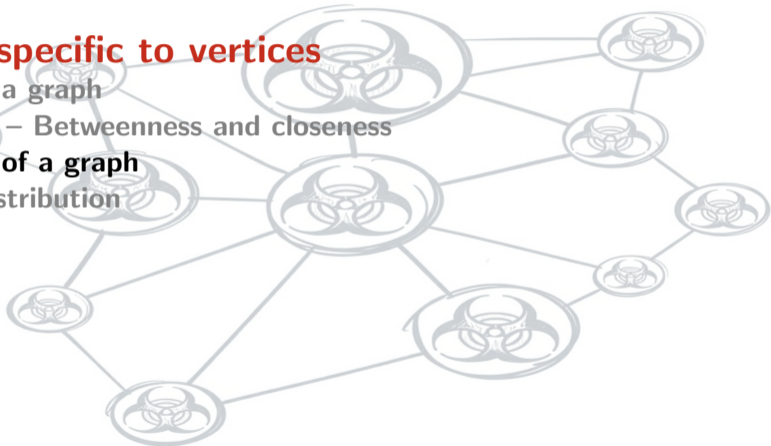 specific to vertices
a graph
– Betweenness and closeness
of a graph
stribution